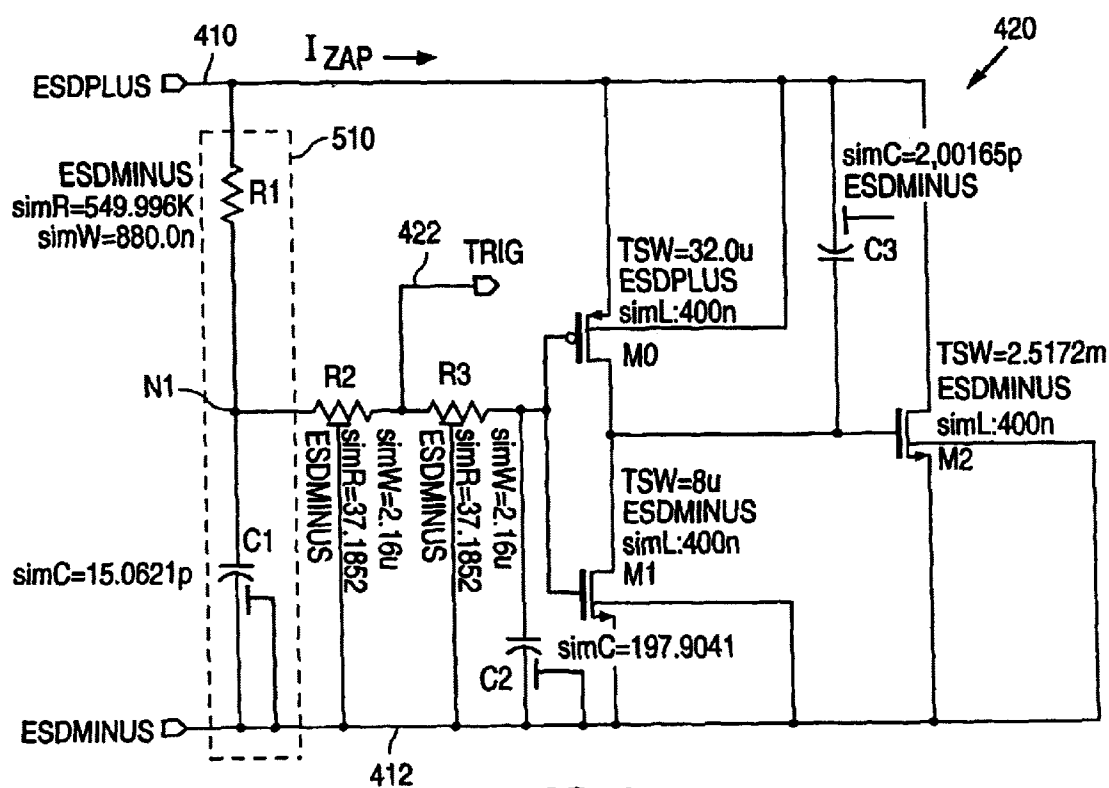 410
I ZAP
420
ESDPLUS
510
ESDMINUS
simR=549.996K
simW=880.0n
R1
simC=2,00165p
ESDMINUS
C3
422
TRIG
TSW=32.0u
ESDPLUS
simL:400n
M0
TSW=2.5172m
ESDMINUS
simL:400n
M2
N1
R2
R3
simW=2.16u
simR=37.1852
ESDMINUS
simW=2.16u
simR=37.1852
ESDMINUS
TSW=8u
ESDMINUS
simL:400n
M1
C1
simC=15.0621p
simC=197.9041
C2
ESDMINUS
412